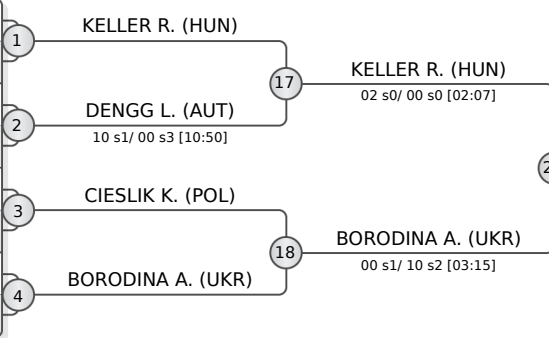 KELLER R. (HUN)
1
17
KELLER R. (HUN)
02 s0/ 00 s0 [02:07]
DENGG L. (AUT)
2
10 s1/ 00 s3 [10:50]
CIESLIK K. (POL)
3
18
BORODINA A. (UKR)
00 s1/ 10 s2 [03:15]
BORODINA A. (UKR)
4